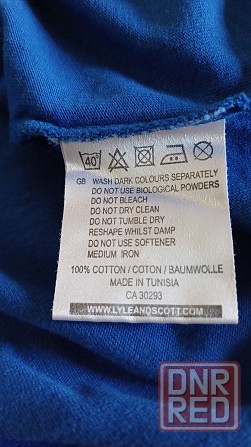 40
GB WASH DARK COLOURS SEPARATELY
DO NOT USE BIOLOGICAL POWDERS
DO NOT BLEACH
DO NOT DRY CLEAN
DO NOT TUMBLE DRY
RESHAPE WHILST DAMP
DO NOT USE SOFTENER
MEDIUM IRON
100% COTTON / COTON / BAUMWOLLE
MADE IN TUNISIA
CA 30293
WWW.LYLEANDSCOTT.COM
DNR
RED